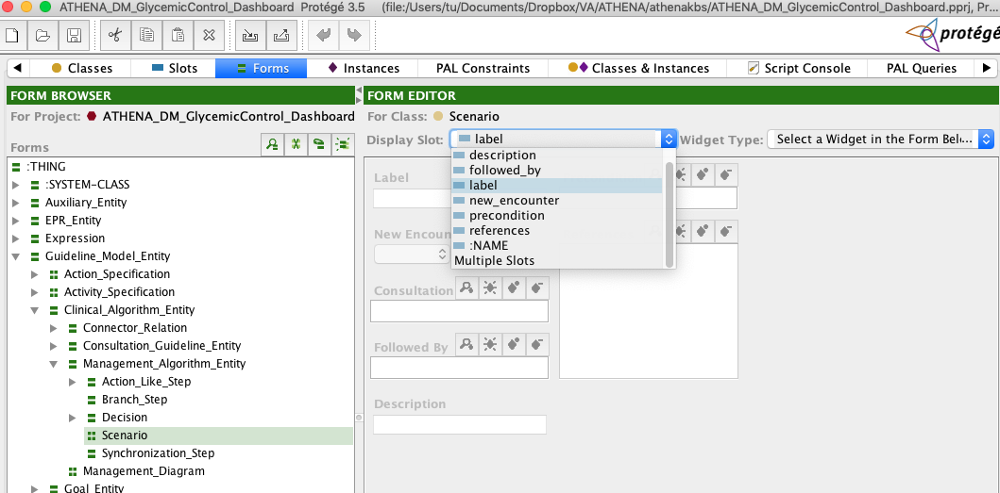 ATHENA_DM_GlycemicControl_Dashboard Protégé 3.5 (file:/Users/tu/Documents/Dropbox/VA/ATHENA/athenakbs/ATHENA_DM_GlycemicControl_Dashboard.pprj, Pr...
protégé
Classes Slots Forms Instances PAL Constraints Classes & Instances Script Console PAL Queries
FORM BROWSER
For Project: ATHENA_DM_GlycemicControl_Dashboard
Forms
:THING
:SYSTEM-CLASS
Auxiliary_Entity
EPR_Entity
Expression
Guideline_Model_Entity
Action_Specification
Activity_Specification
Clinical_Algorithm_Entity
Connector_Relation
Consultation_Guideline_Entity
Management_Algorithm_Entity
Action_Like_Step
Branch_Step
Decision
Scenario
Synchronization_Step
Management_Diagram
Goal_Entity
FORM EDITOR
For Class: Scenario
Display Slot: label Widget Type: Select a Widget in the Form Belo...
description
followed_by
label
new_encounter
precondition
references
:NAME
Multiple Slots
Label
New Encoun
Consultation
Followed By
Description